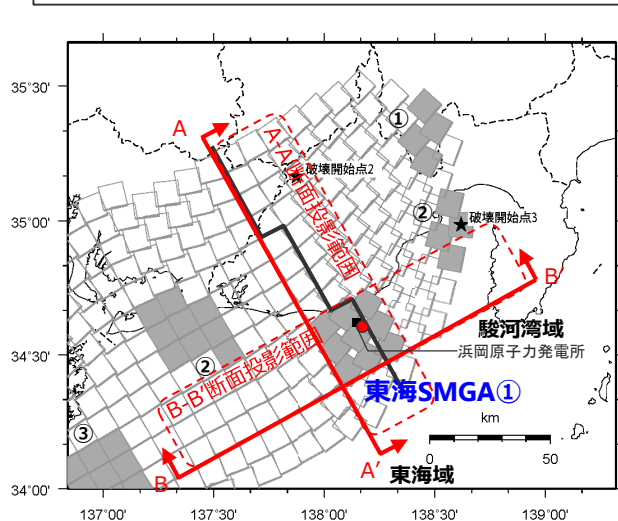 35°30'
35°00'
34°30'
34°00'
137°00'
137°30'
138°00'
138°30'
139°00'
A
①
破壊開始点2
A-A'断面投影範囲
②
破壊開始点3
B'
駿河湾域
浜岡原子力発電所
②
B-B'断面投影範囲
東海SMGA①
③
km
0
50
B
A'
東海域